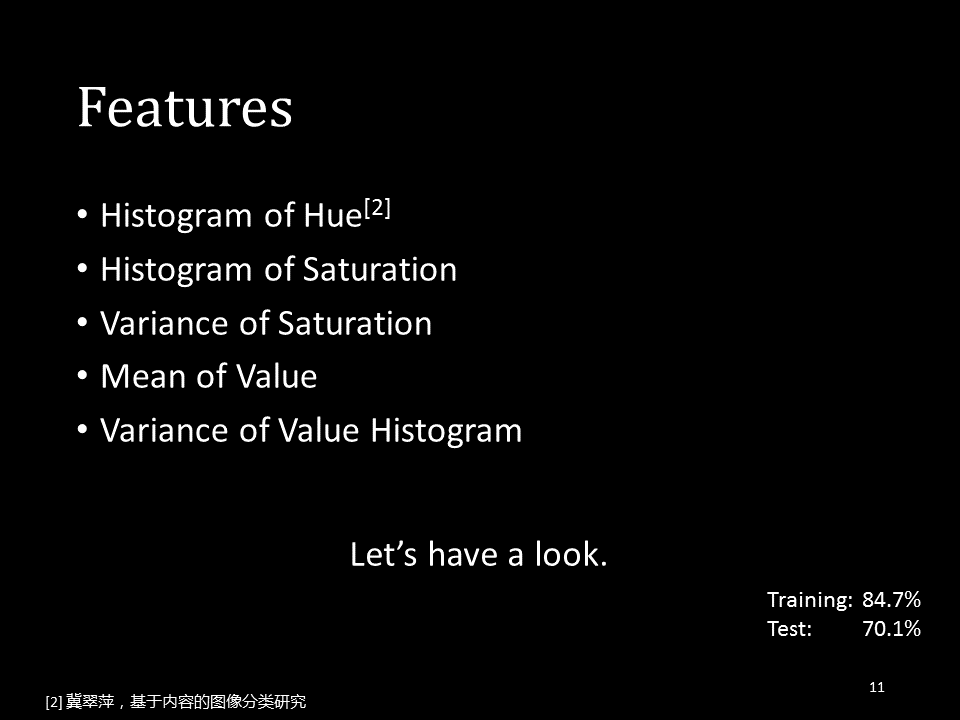 Features
• Histogram of Hue[2]
• Histogram of Saturation
• Variance of Saturation
• Mean of Value
• Variance of Value Histogram
Let’s have a look.
Training: 84.7%
Test: 70.1%
11
[2] 冀翠萍，基于内容的图像分类研究